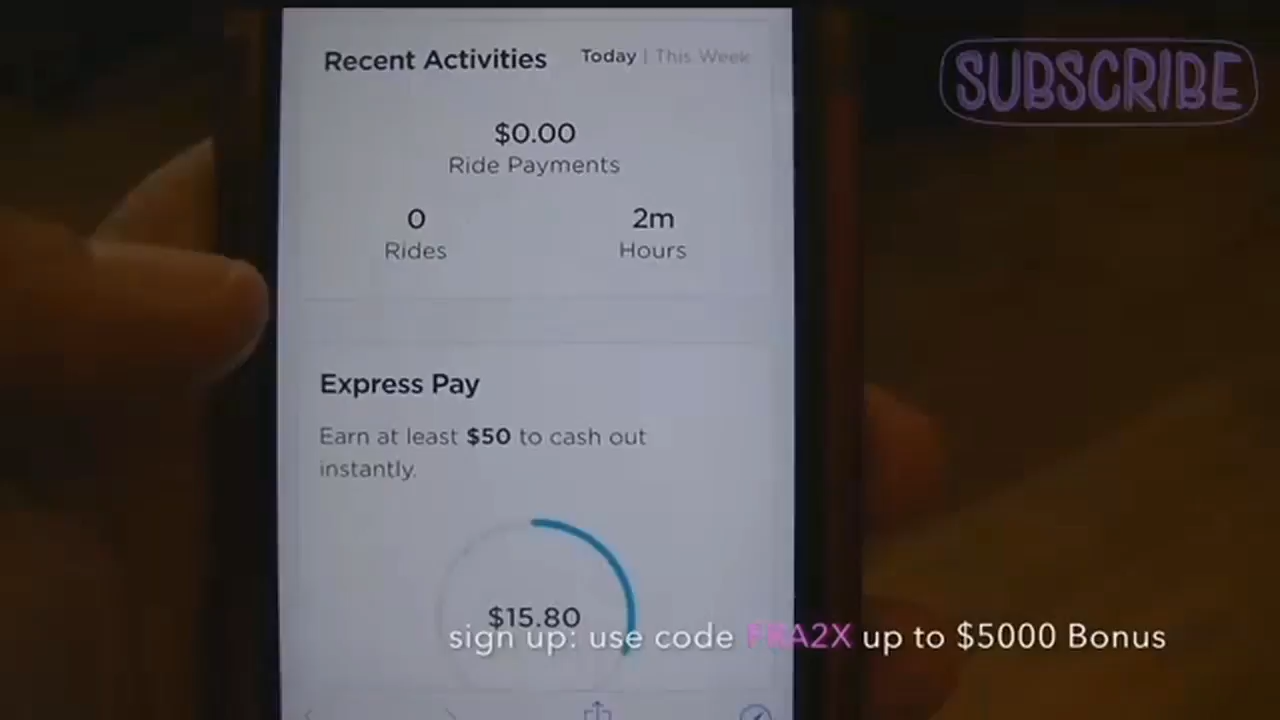 Recent Activities
Today | This Week
SUBSCRIBE
$0.00
Ride Payments
0
2m
Rides
Hours
Express Pay
Earn at least $50 to cash out
instantly.
$15.80
sign up: use code FRA2X up to $5000 Bonus